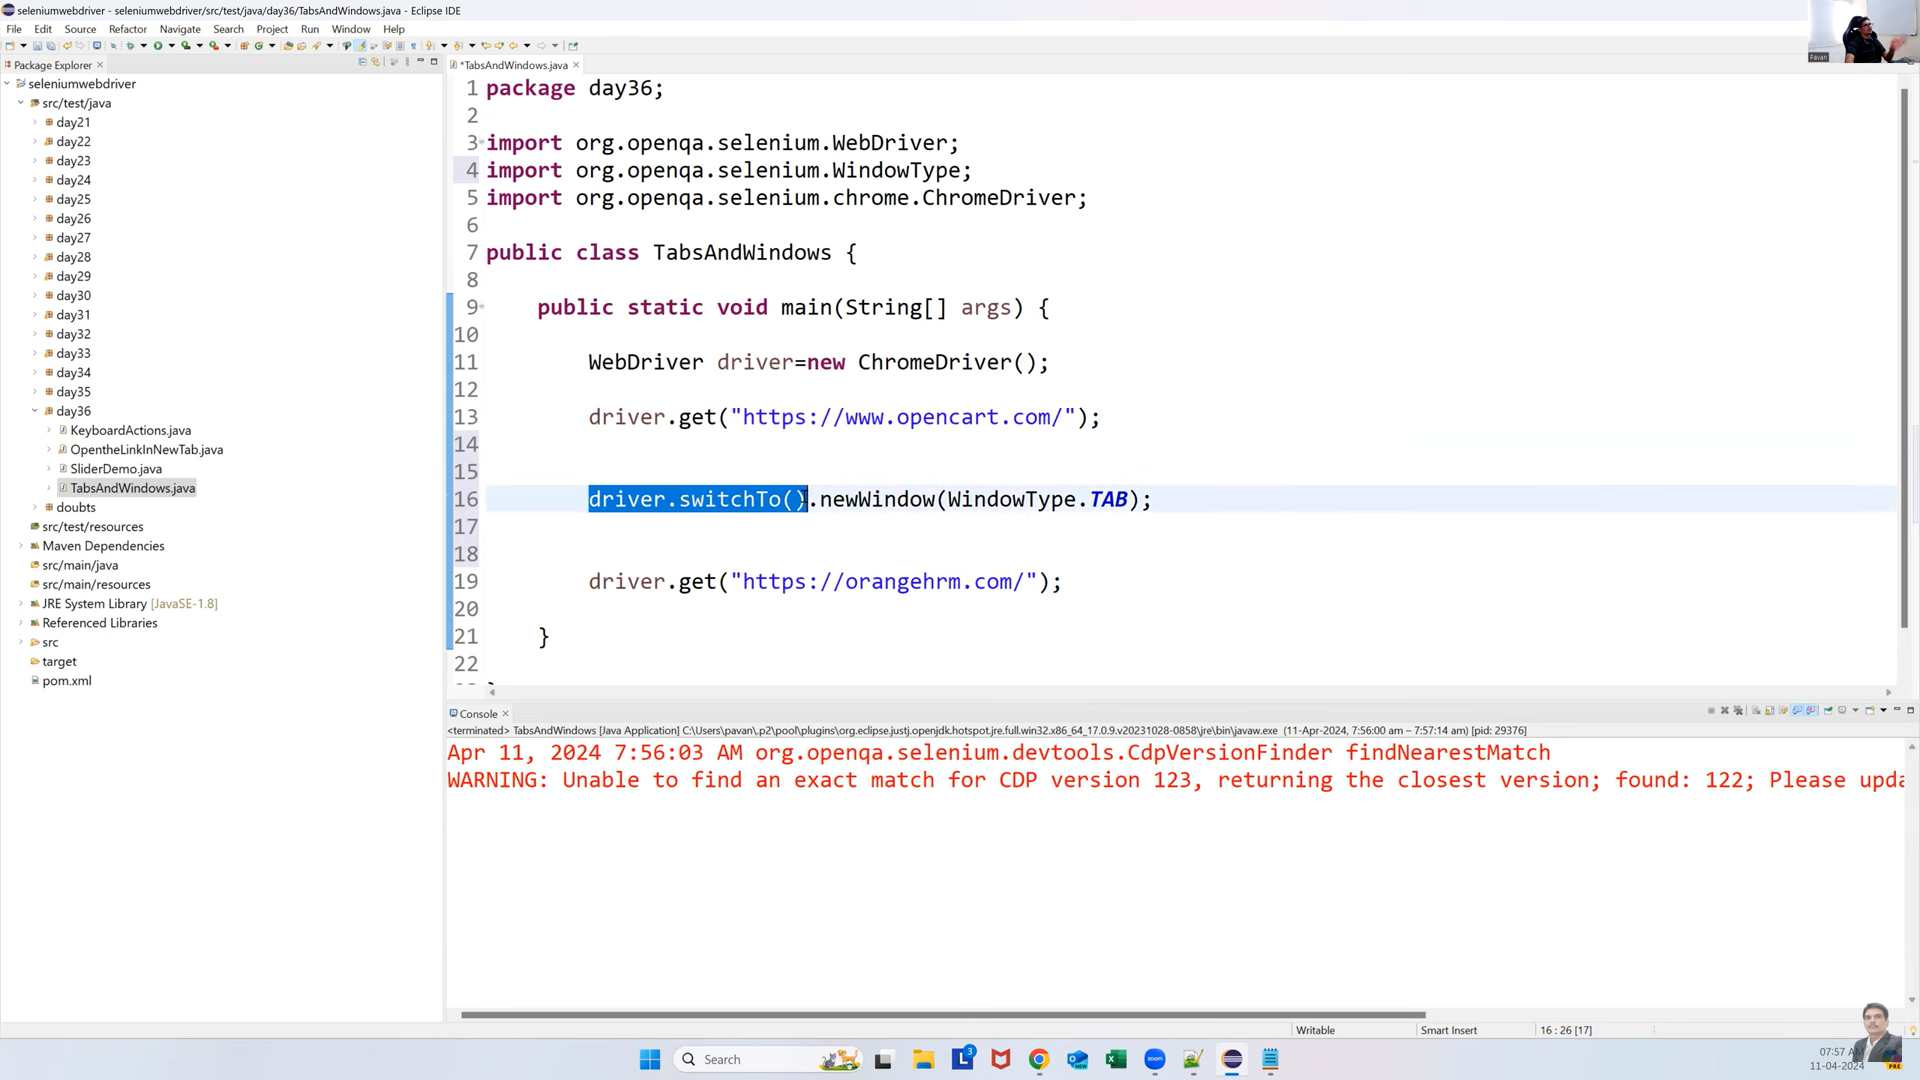 seleniumwebdriver - seleniumwebdriver/src/test/java/day36/TabsAndWindows.java - Eclipse IDE
File Edit Source Refactor Navigate Search Project Run Window Help
Package Explorer
*TabsAndWindows.java
seleniumwebdriver
src/test/java
day21
day22
day23
day24
day25
day26
day27
day28
day29
day30
day31
day32
day33
day34
day35
day36
KeyboardActions.java
OpentheLinkInNewTab.java
SliderDemo.java
TabsAndWindows.java
doubts
src/test/resources
Maven Dependencies
src/main/java
src/main/resources
JRE System Library [JavaSE-1.8]
Referenced Libraries
src
target
pom.xml
1 package day36;
2
3 import org.openqa.selenium.WebDriver;
4 import org.openqa.selenium.WindowType;
5 import org.openqa.selenium.chrome.ChromeDriver;
6
7 public class TabsAndWindows {
8
9 public static void main(String[] args) {
10
11 WebDriver driver=new ChromeDriver();
12
13 driver.get("https://www.opencart.com/");
14
15
16 driver.switchTo().newWindow(WindowType.TAB);
17
18
19 driver.get("https://orangehrm.com/");
20
21 }
22
Console
<terminated> TabsAndWindows [Java Application] C:\Users\pavan\.p2\pool\plugins\org.eclipse.justj.openjdk.hotspot.jre.full.win32.x86_64_17.0.9.v20231028-0858\jre\bin\javaw.exe (11-Apr-2024, 7:56:00 am – 7:57:14 am) [pid: 29376]
Apr 11, 2024 7:56:03 AM org.openqa.selenium.devtools.CdpVersionFinder findNearestMatch
WARNING: Unable to find an exact match for CDP version 123, returning the closest version; found: 122; Please upda
Writable Smart Insert 16 : 26 [17]
Search
07:57 AM
11-04-2024
Pavan